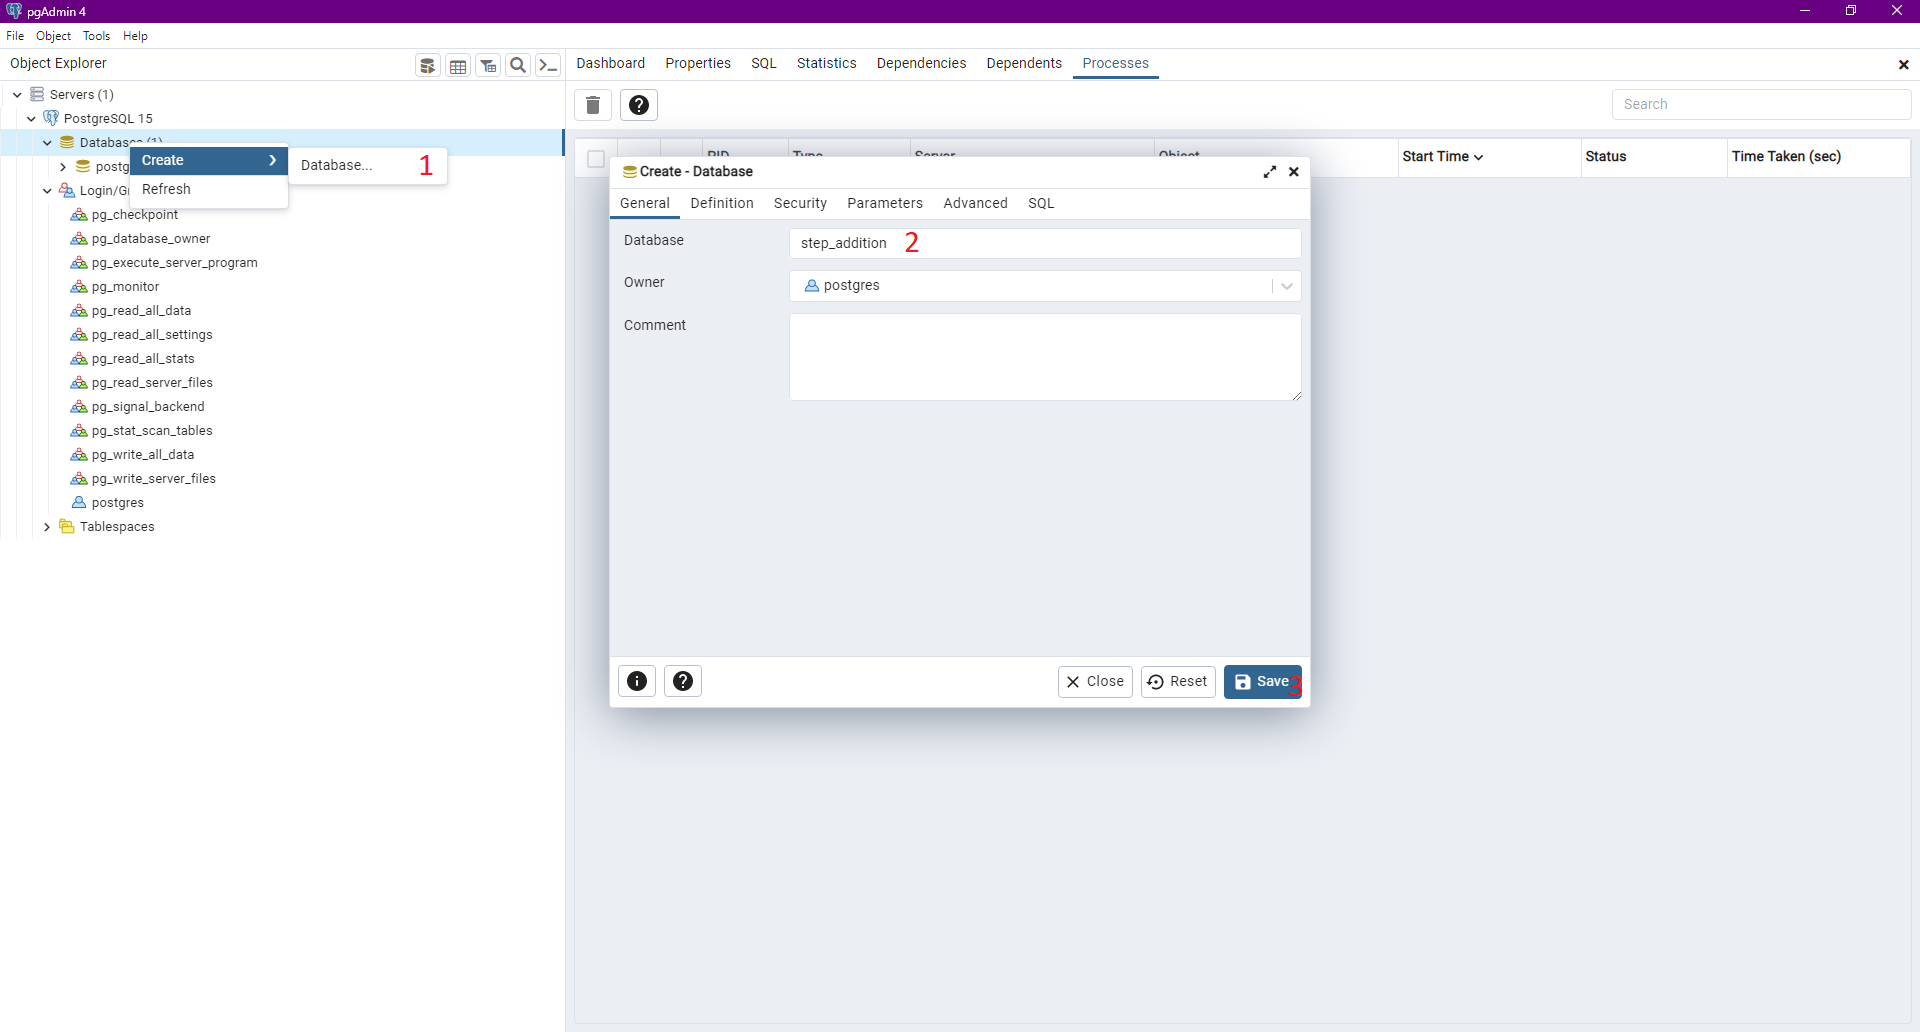 pgAdmin 4
File Object Tools Help
Object Explorer
Dashboard Properties SQL Statistics Dependencies Dependents Processes
Search
Servers (1)
PostgreSQL 15
Databases (1)
Create
Database... 1
Refresh
Login/Gr
pg_checkpoint
pg_database_owner
pg_execute_server_program
pg_monitor
pg_read_all_data
pg_read_all_settings
pg_read_all_stats
pg_read_server_files
pg_signal_backend
pg_stat_scan_tables
pg_write_all_data
pg_write_server_files
postgres
Tablespaces
PID Type Server Object Start Time Status Time Taken (sec)
Create - Database
General Definition Security Parameters Advanced SQL
Database step_addition 2
Owner postgres
Comment
Close Reset Save 3